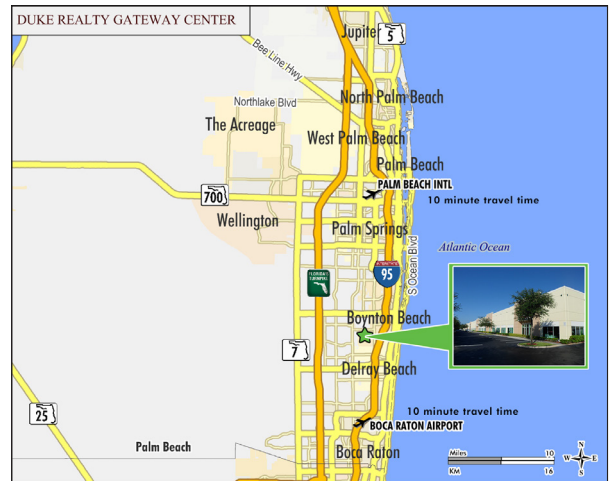 DUKE REALTY GATEWAY CENTER
Jupiter
5
Bee Line Hwy
Northlake Blvd
North Palm Beach
The Acreage
West Palm Beach
Palm Beach
PALM BEACH INTL
700
10 minute travel time
Wellington
Palm Springs
Atlantic Ocean
S Ocean Blvd
95
FLORIDA'S
TURNPIKE
Boynton Beach
7
Delray Beach
25
10 minute travel time
BOCA RATON AIRPORT
Palm Beach
Boca Raton
Miles 10
KM 16
N
W E
S